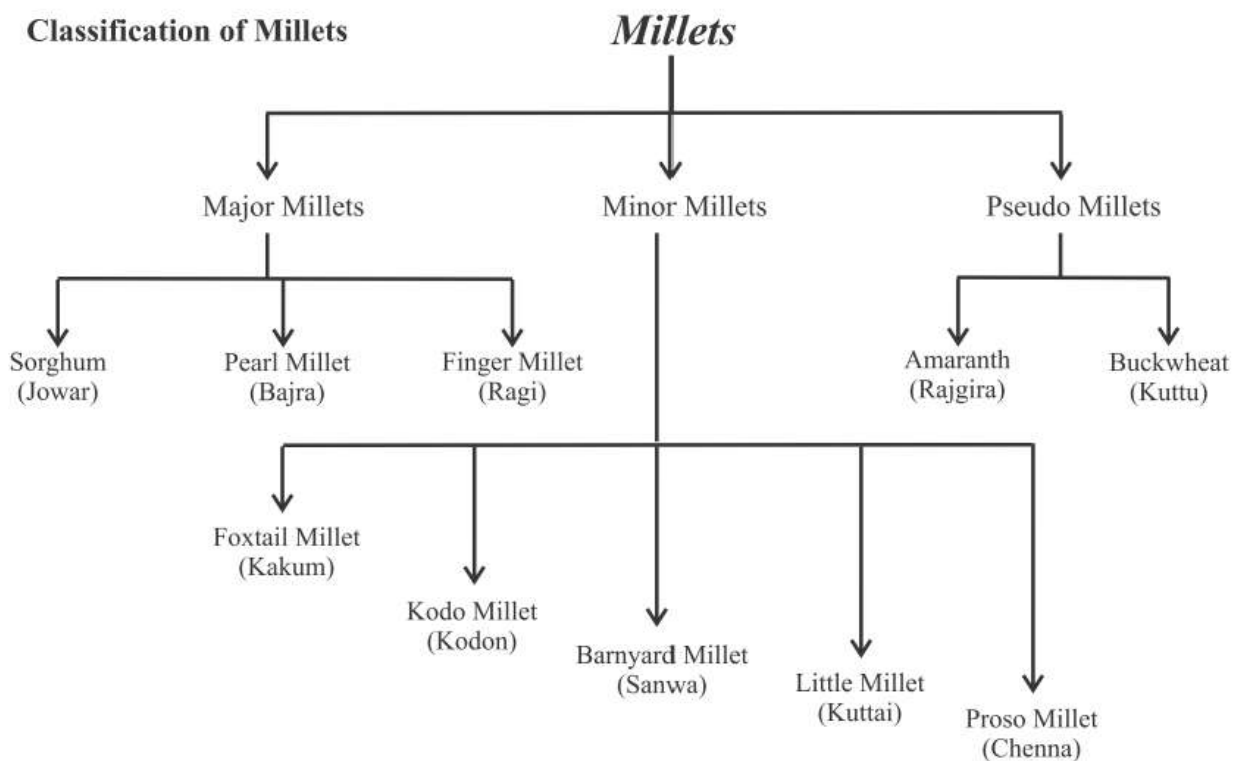 Classification of Millets
Millets
Major Millets
Minor Millets
Pseudo Millets
Sorghum
(Jowar)
Pearl Millet
(Bajra)
Finger Millet
(Ragi)
Amaranth
(Rajgira)
Buckwheat
(Kuttu)
Foxtail Millet
(Kakum)
Kodo Millet
(Kodon)
Barnyard Millet
(Sanwa)
Little Millet
(Kuttai)
Proso Millet
(Chenna)